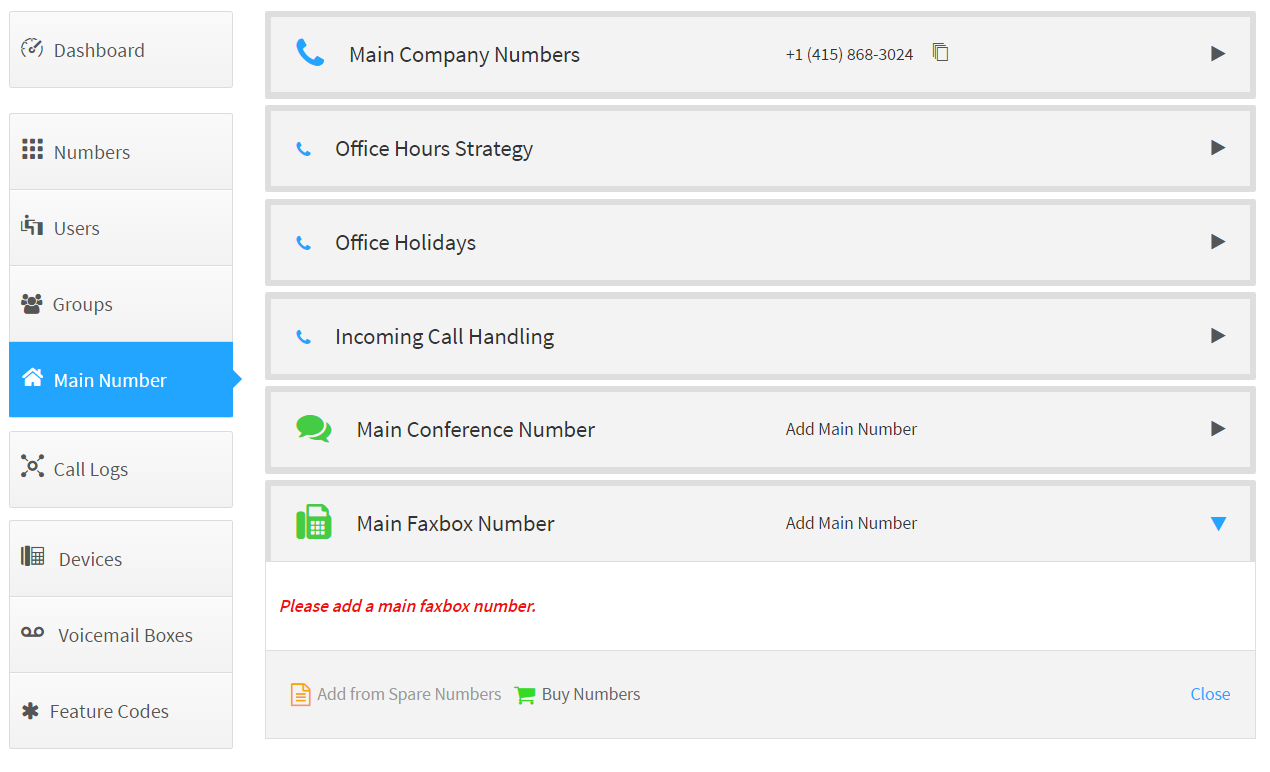 Dashboard
Numbers
Users
Groups
Main Number
Call Logs
Devices
Voicemail Boxes
Feature Codes
Main Company Numbers +1 (415) 868-3024
Office Hours Strategy
Office Holidays
Incoming Call Handling
Main Conference Number Add Main Number
Main Faxbox Number Add Main Number
Please add a main faxbox number.
Add from Spare Numbers Buy Numbers Close